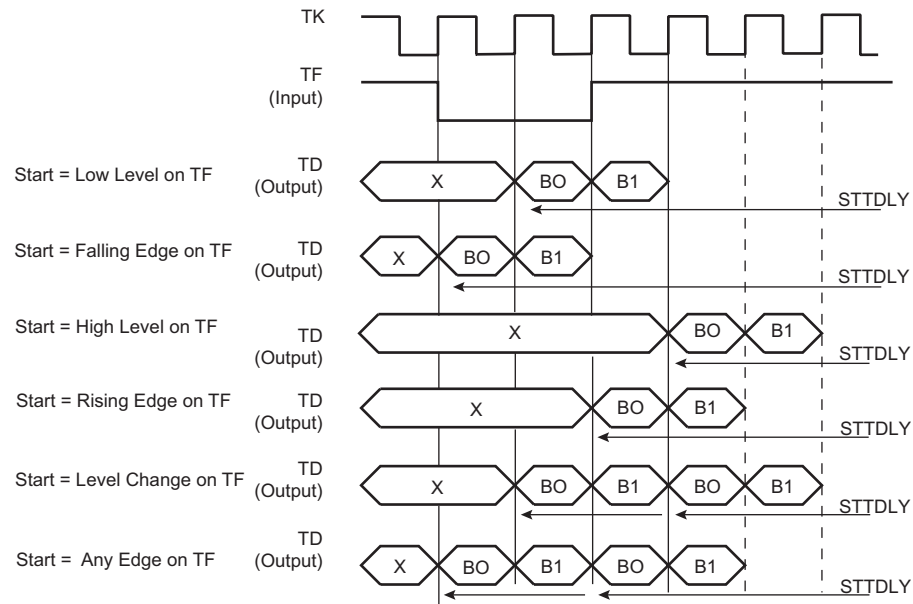 TK
TF
(Input)
Start = Low Level on TF
TD
(Output)
X
BO
B1
STTDLY
Start = Falling Edge on TF
TD
(Output)
X
BO
B1
STTDLY
Start = High Level on TF
TD
(Output)
X
BO
B1
STTDLY
Start = Rising Edge on TF
TD
(Output)
X
BO
B1
STTDLY
Start = Level Change on TF
TD
(Output)
X
BO
B1
BO
B1
STTDLY
Start = Any Edge on TF
TD
(Output)
X
BO
B1
BO
B1
STTDLY